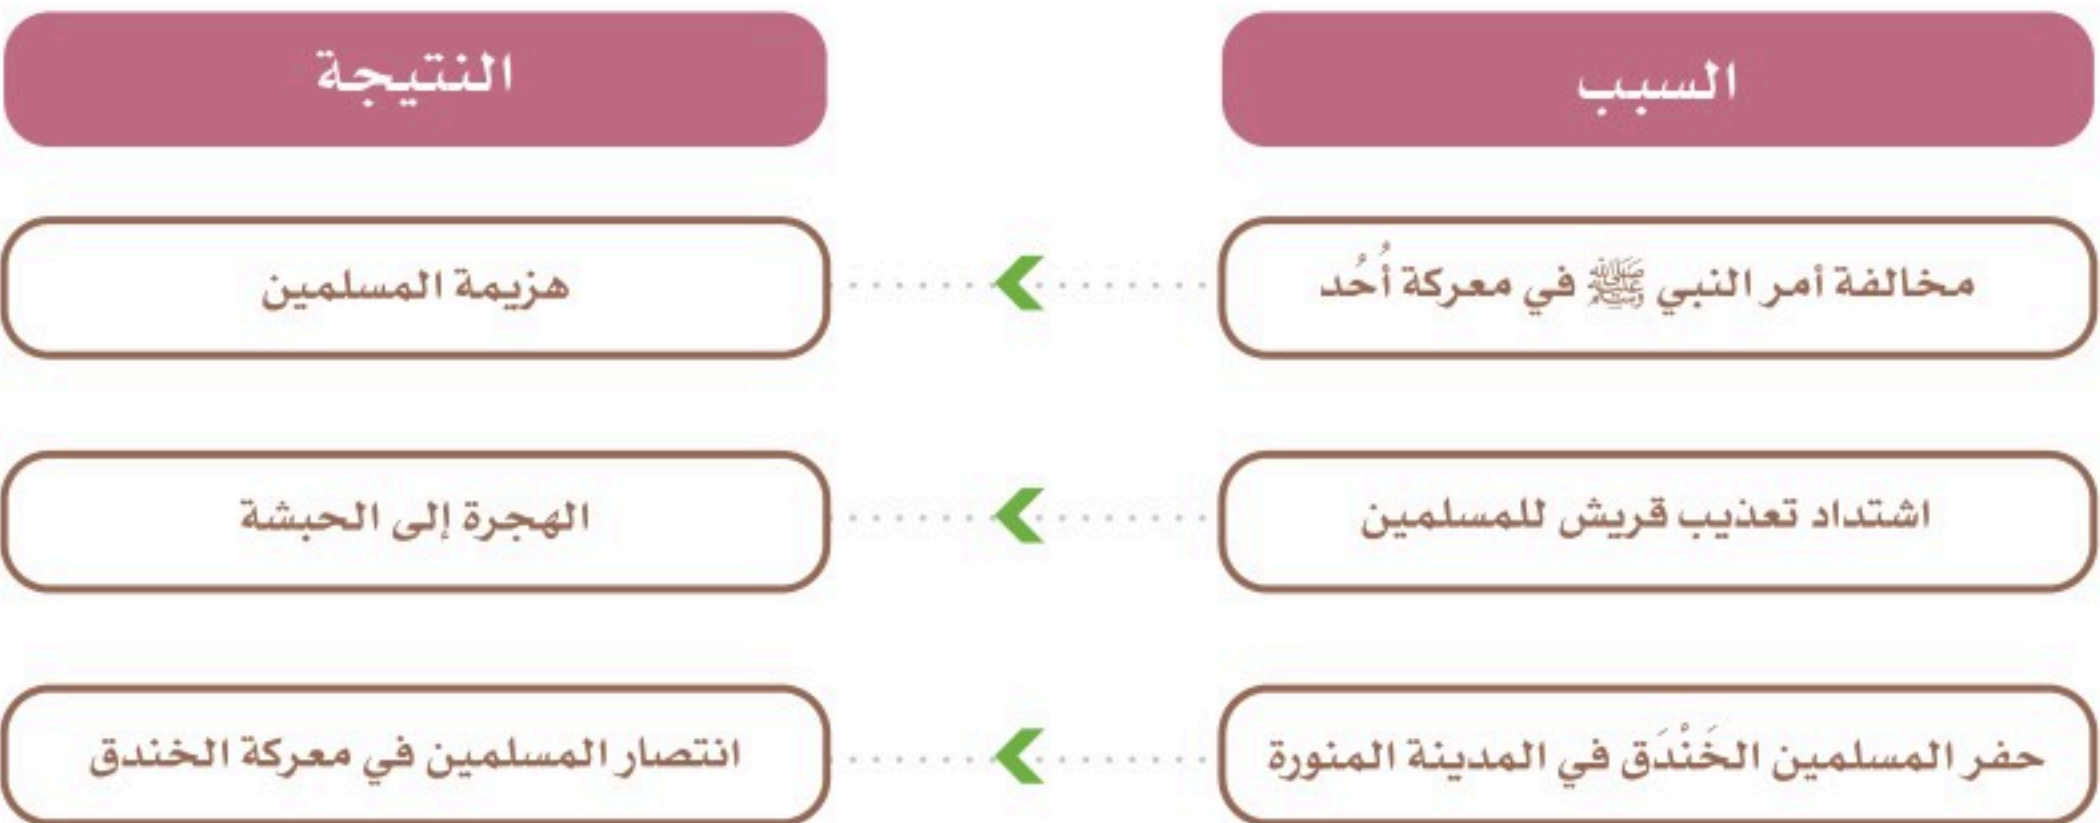 السبب
النتيجة
مخالفة أمر النبي ﷺ في معركة أُحُد
هزيمة المسلمين
اشتداد تعذيب قريش للمسلمين
الهجرة إلى الحبشة
حفر المسلمين الخَنْدَق في المدينة المنورة
انتصار المسلمين في معركة الخندق